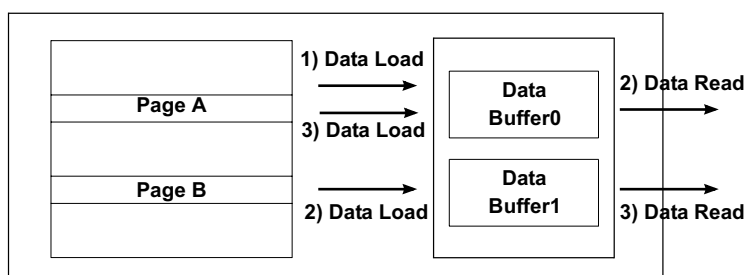 1) Data Load
Page A
3) Data Load
Data
Buffer0
2) Data Read
Page B
2) Data Load
Data
Buffer1
3) Data Read